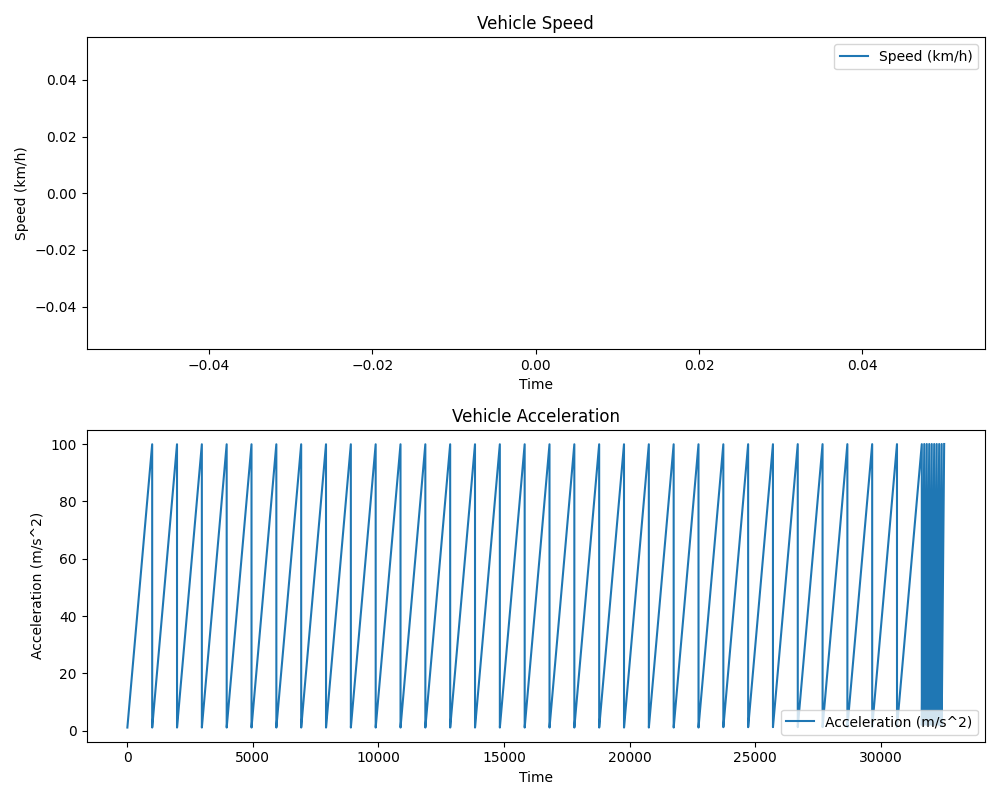 Vehicle Speed
Speed (km/h)
Speed (km/h)
0.04
0.02
0.00
−0.02
−0.04
−0.04 −0.02 0.00 0.02 0.04
Time
Vehicle Acceleration
Acceleration (m/s^2)
100
80
60
40
20
0
Acceleration (m/s^2)
0 5000 10000 15000 20000 25000 30000
Time